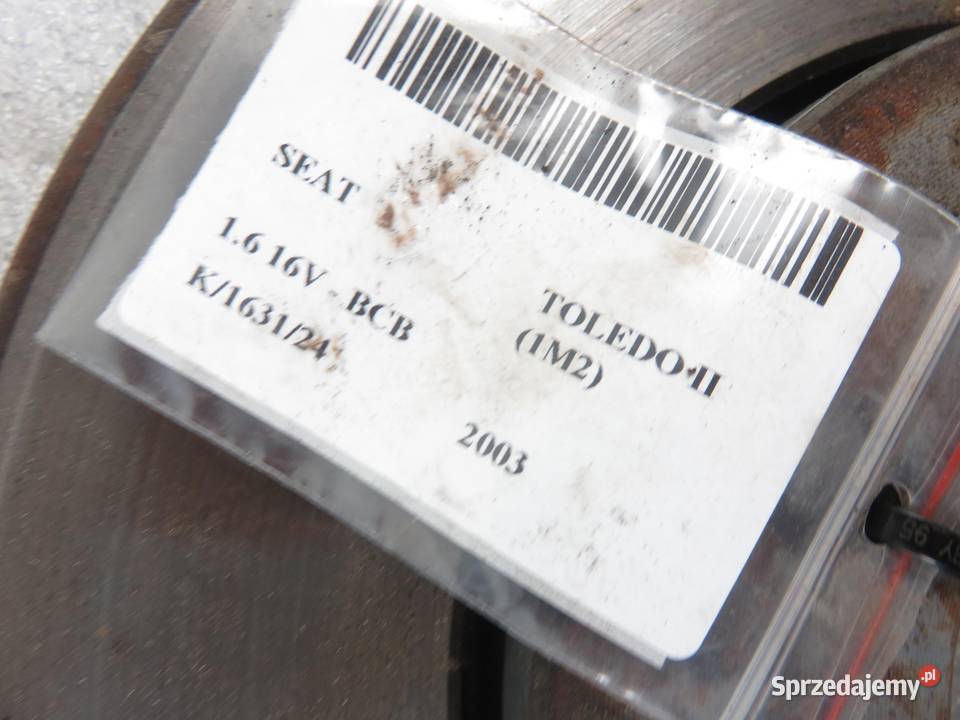 SEAT
TOLEDO II
(1M2)
1.6 16V - BCB
K/1631/24
2003
Sprzedajemy.pl